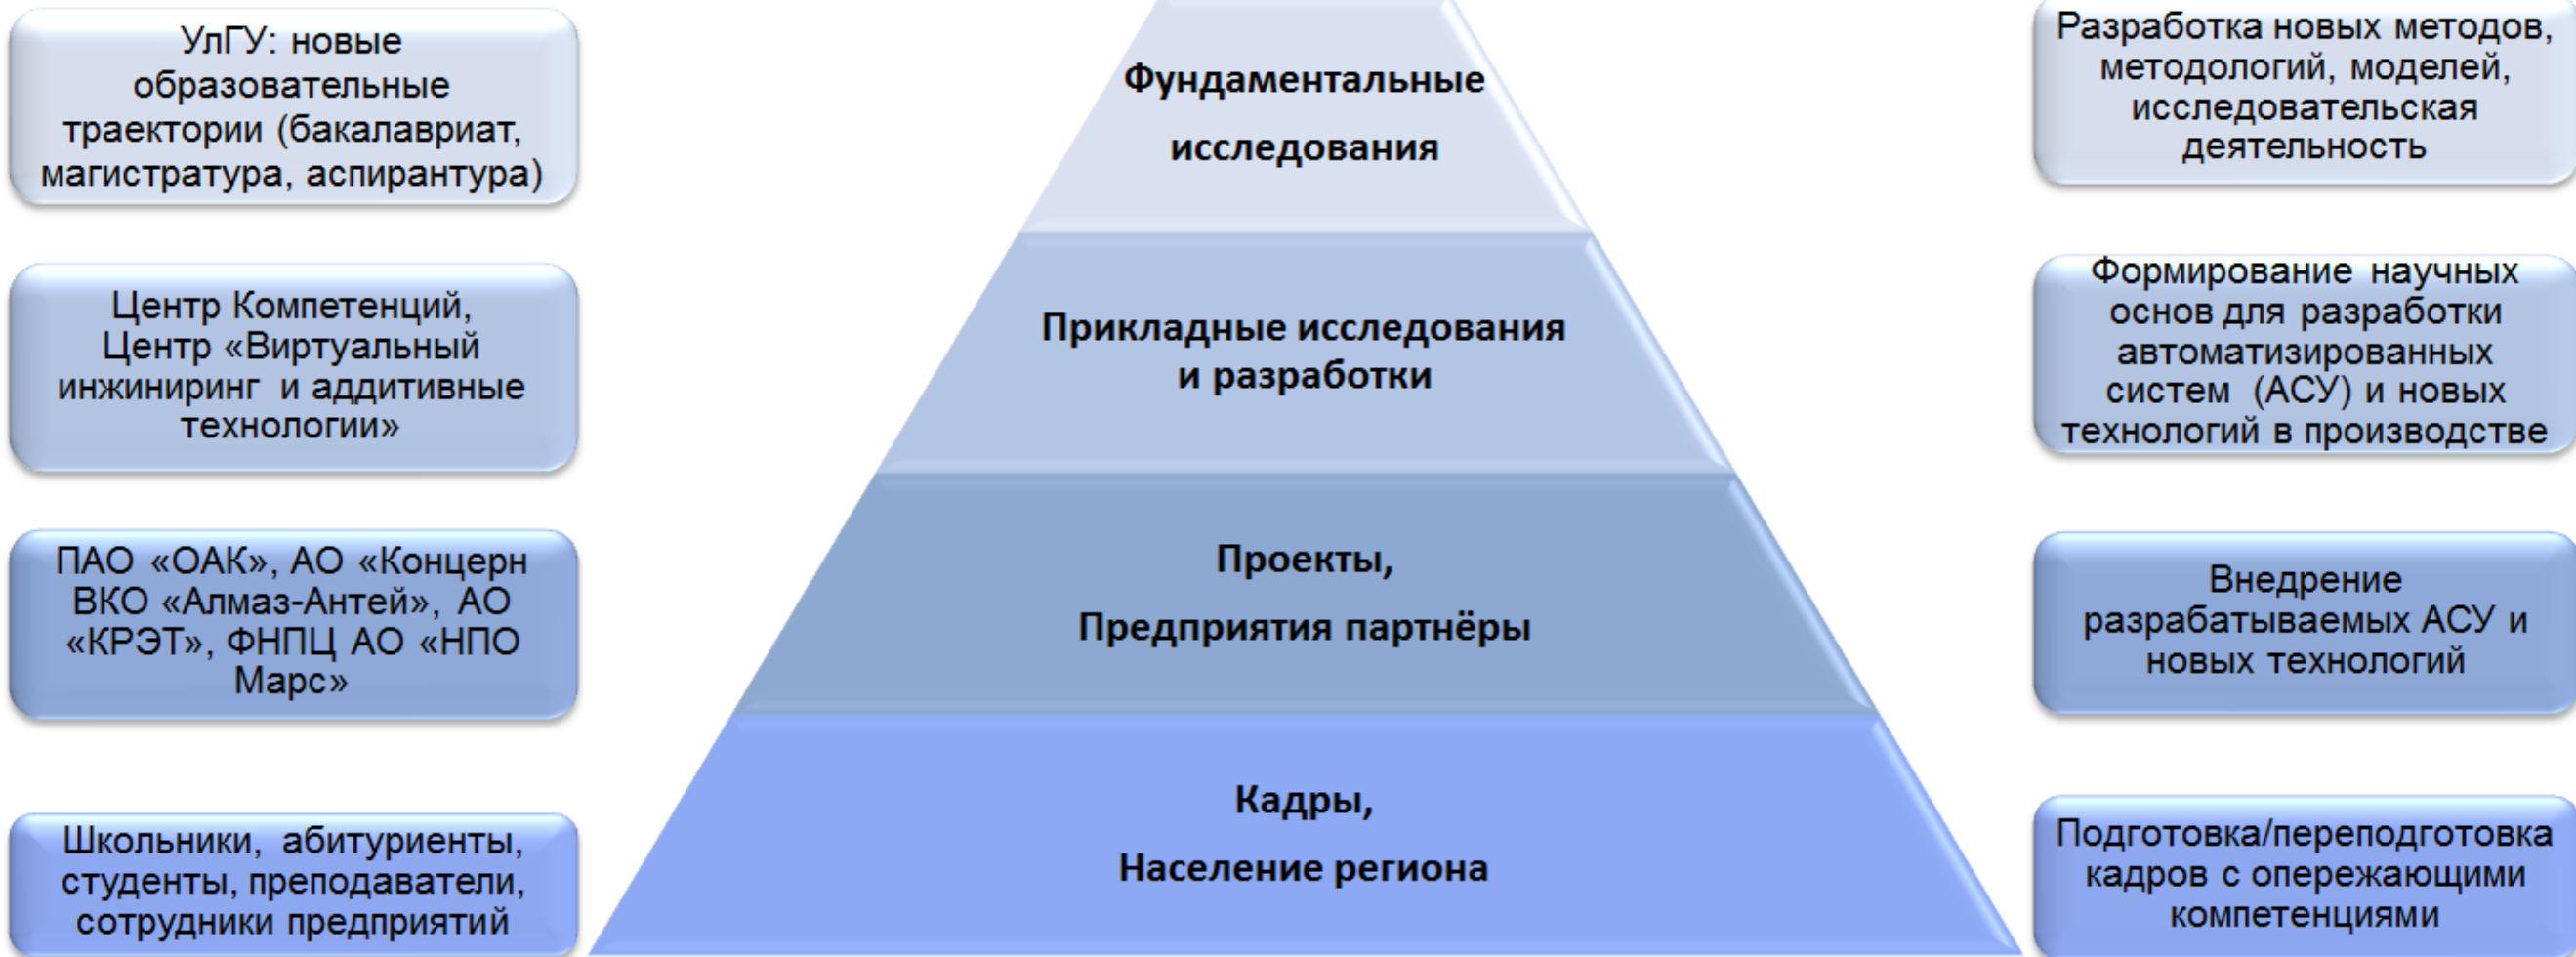 УлГУ: новые
образовательные
траектории (бакалавриат,
магистратура, аспирантура)
Фундаментальные
исследования
Разработка новых методов,
методологий, моделей,
исследовательская
деятельность
Центр Компетенций,
Центр «Виртуальный
инжиниринг и аддитивные
технологии»
Прикладные исследования
и разработки
Формирование научных
основ для разработки
автоматизированных
систем (АСУ) и новых
технологий в производстве
ПАО «ОАК», АО «Концерн
ВКО «Алмаз-Антей», АО
«КРЭТ», ФНПЦ АО «НПО
Марс»
Проекты,
Предприятия партнёры
Внедрение
разрабатываемых АСУ и
новых технологий
Школьники, абитуриенты,
студенты, преподаватели,
сотрудники предприятий
Кадры,
Население региона
Подготовка/переподготовка
кадров с опережающими
компетенциями